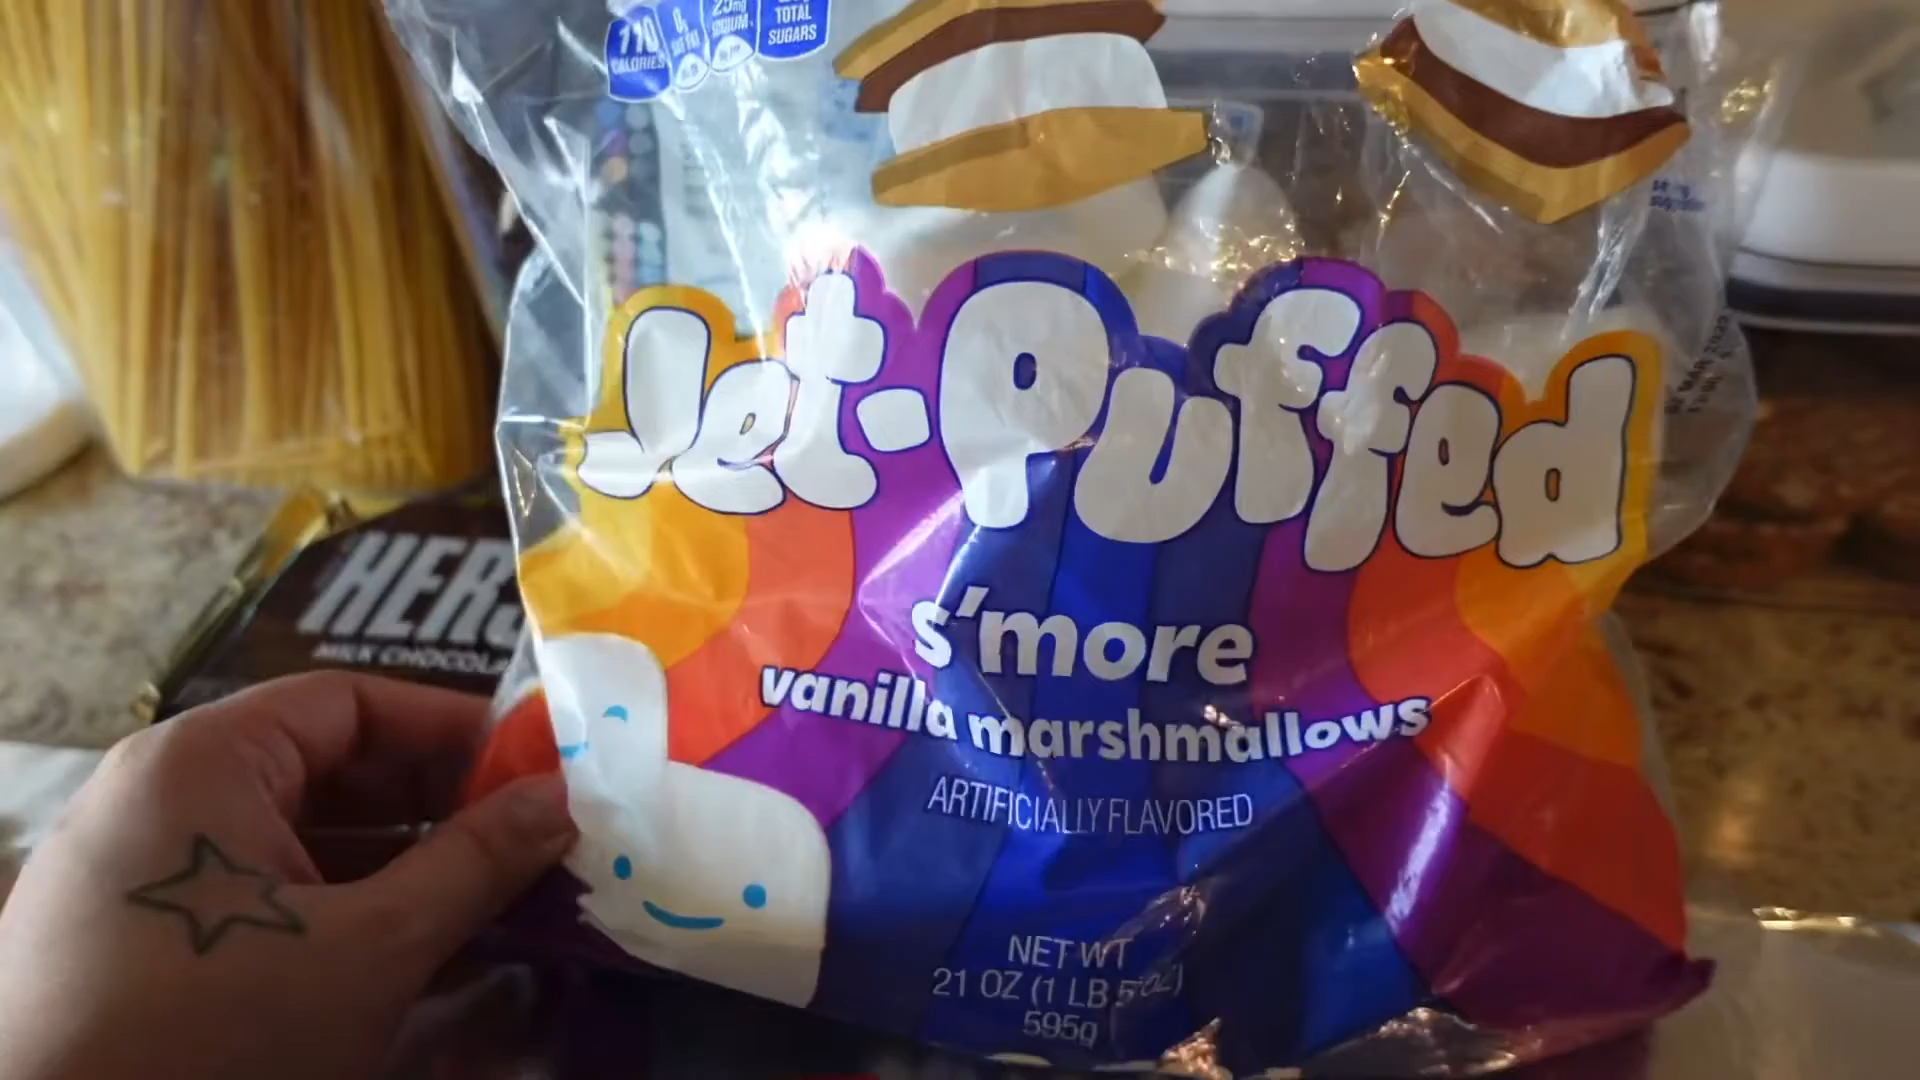 110
CALORIES
0g
SAT FAT
25mg
SODIUM
TOTAL
SUGARS
Jet-Puffed
HERS
MILK CHOCOLA
s'more
vanilla marshmallows
ARTIFICIALLY FLAVORED
NET WT
21 OZ (1 LB 5 OZ)
595g